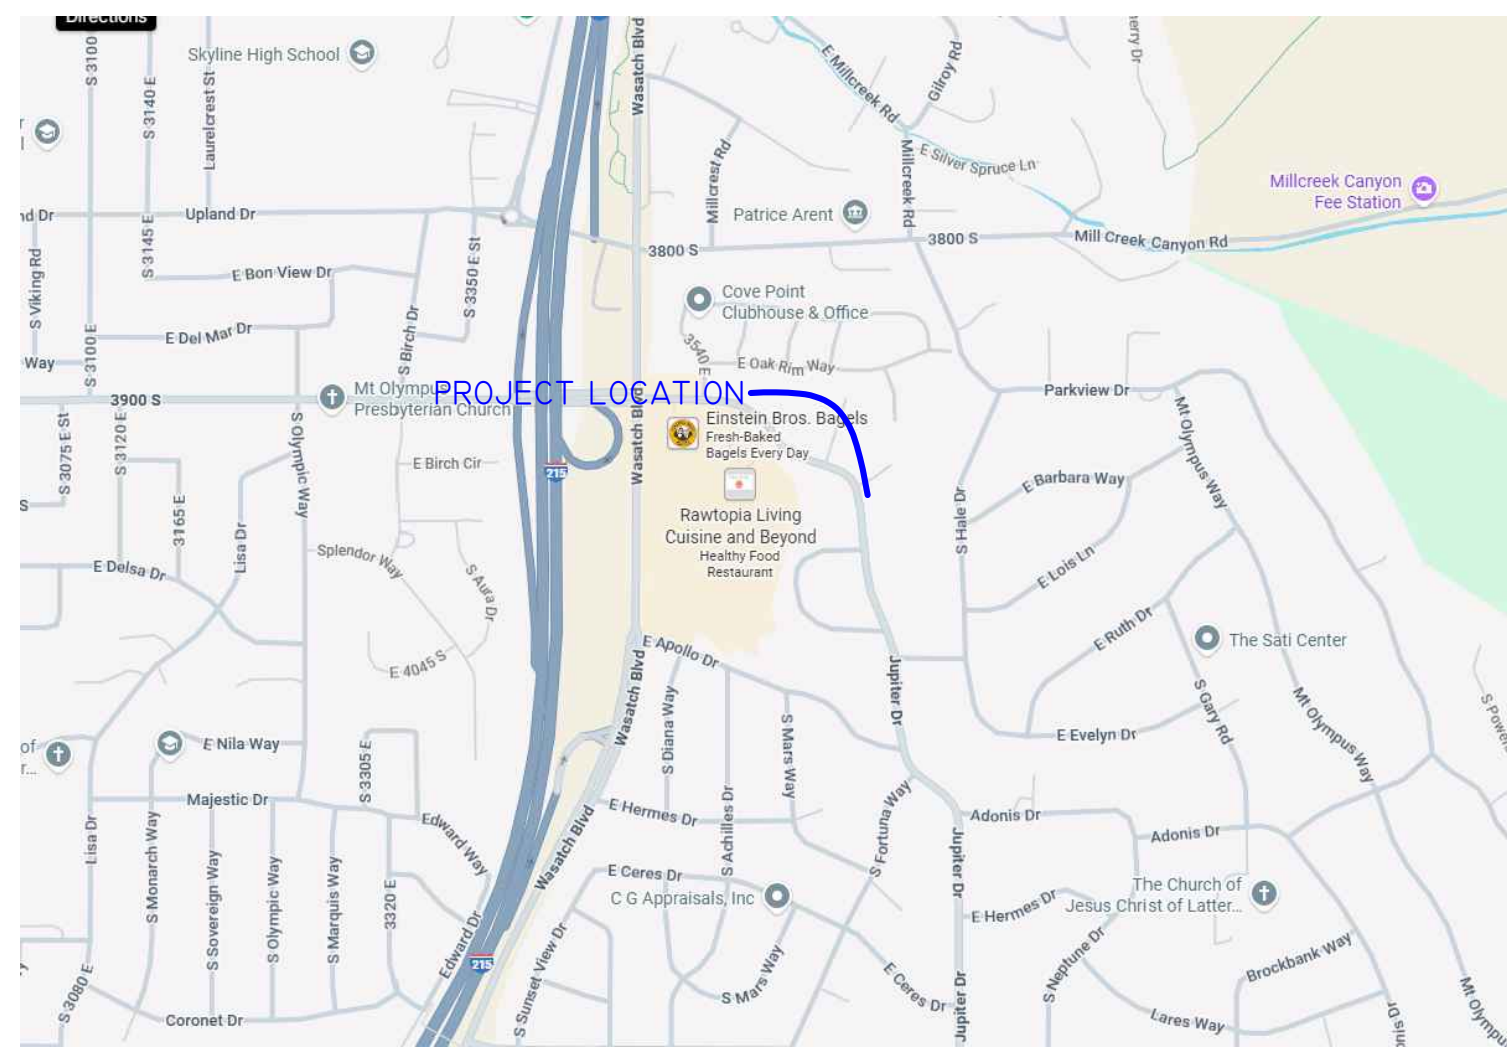 Directions
Skyline High School
S 3100
S 3140 E
Laurelcrest St
Wasatch Blvd
E Millcreek Rd
Gilroy Rd
erry Dr
Millcrest Rd
Millcreek Rd
E Silver Spruce Ln
Millcreek Canyon
Fee Station
nd Dr
Upland Dr
Patrice Arent
3800 S
3800 S
Mill Creek Canyon Rd
S Viking Rd
S 3145 E
E Bon View Dr
S 3350 E St
Cove Point
Clubhouse & Office
E Del Mar Dr
S Birch Dr
3540 E
E Oak Rim Way
Way
S 3100 E
3900 S
Mt Olympus
Presbyterian Church
PROJECT LOCATION
Wasatch Blvd
Einstein Bros. Bagels
Fresh-Baked
Bagels Every Day
Parkview Dr
Mt Olympus Way
S 3075 E St
S 3120 E
S Olympic Way
E Birch Cir
215
Rawtopia Living
Cuisine and Beyond
Healthy Food
Restaurant
S Hale Dr
E Barbara Way
S
3165 E
Lisa Dr
Splendor Way
S Aura Dr
E Delsa Dr
E Lois Ln
E Ruth Dr
The Sati Center
E 4045 S
Wasatch Blvd
E Apollo Dr
Jupiter Dr
S Gary Rd
Mt Olympus Way
S Powers
of
r...
E Nila Way
S 3305 E
S Diana Way
S Mars Way
E Evelyn Dr
Majestic Dr
Edward Way
E Hermes Dr
S Achilles Dr
S Fortuna Way
Adonis Dr
Adonis Dr
Lisa Dr
S Monarch Way
S Sovereign Way
S Olympic Way
S Marquis Way
3320 E
Wasatch Blvd
E Ceres Dr
C G Appraisals, Inc
Jupiter Dr
E Hermes Dr
The Church of
Jesus Christ of Latter...
Edward Dr
215
S Sunset View Dr
S Mars Way
E Ceres Dr
Jupiter Dr
S Neptune Dr
Brockbank Way
S 3080 E
Coronet Dr
Lares Way
nis Dr
Mt Olympu